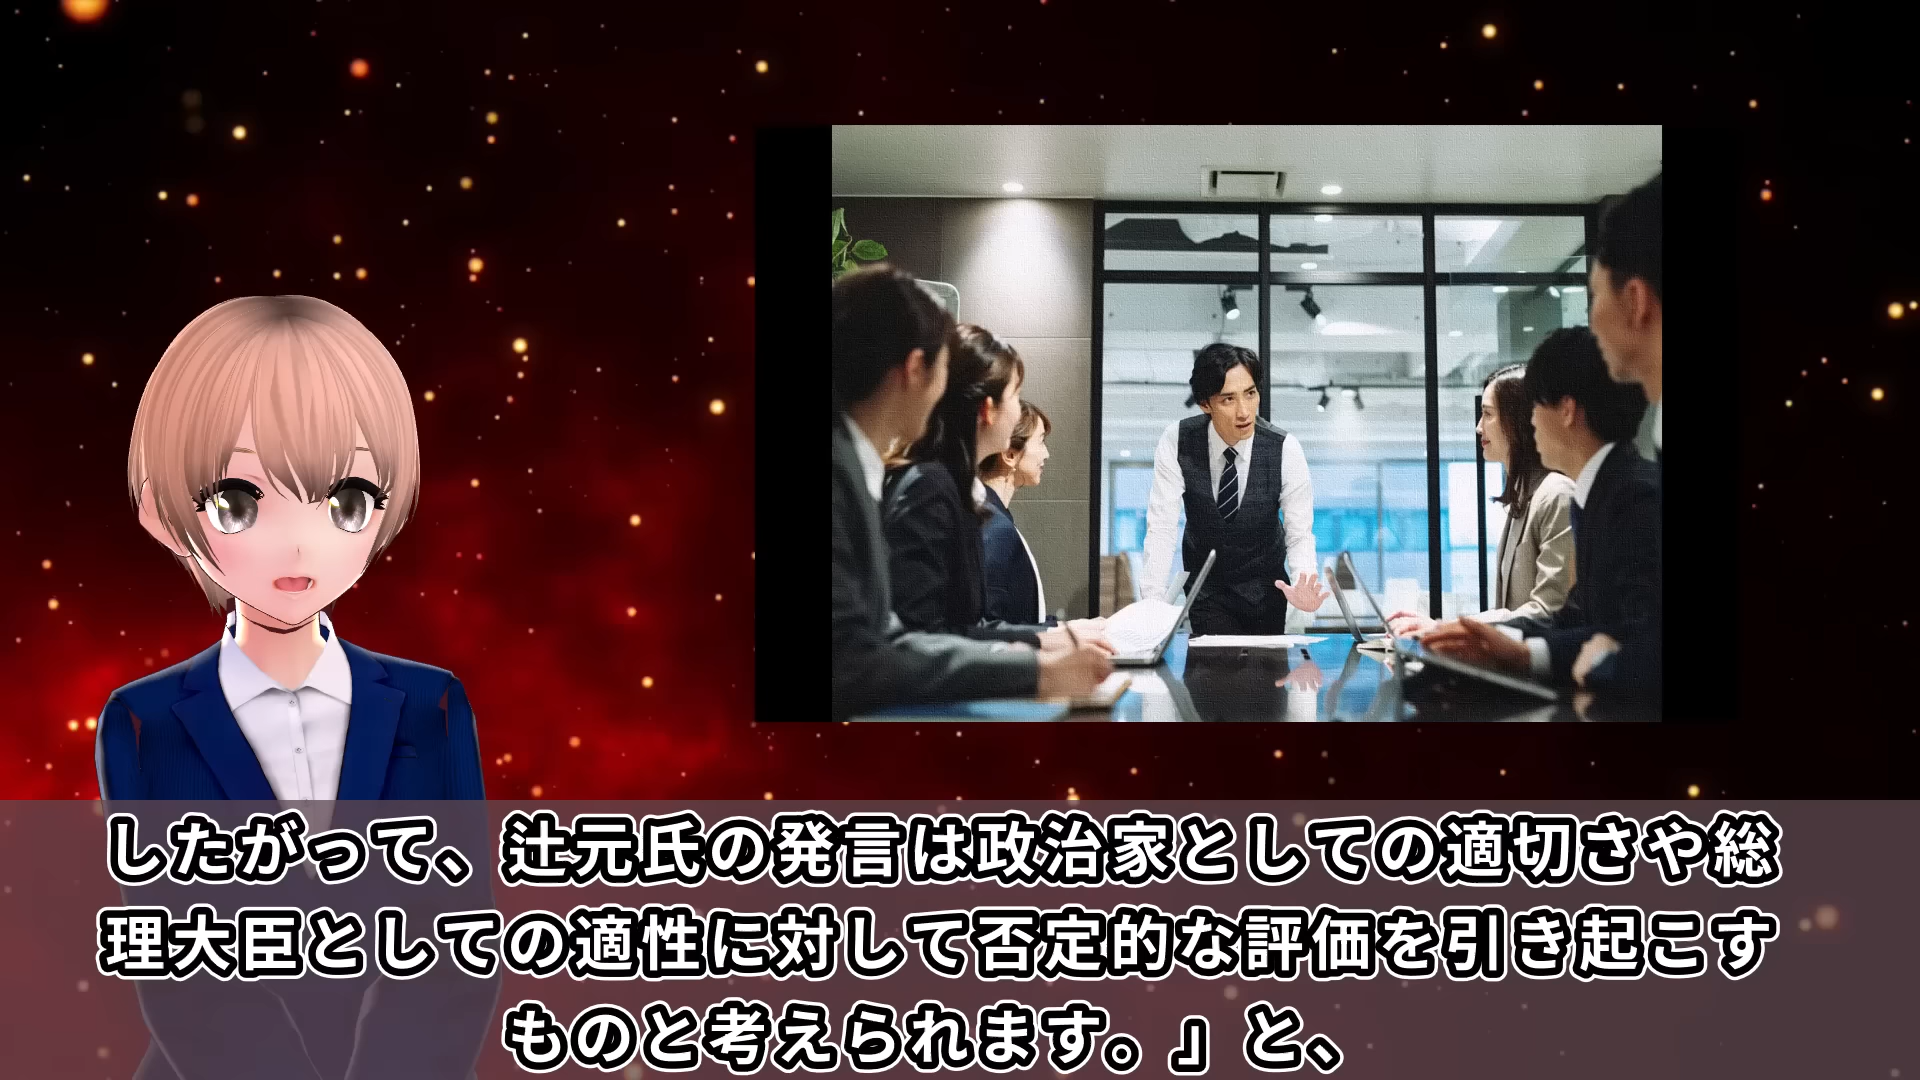 したがって、辻元氏の発言は政治家としての適切さや総
理大臣としての適性に対して否定的な評価を引き起こす
ものと考えられます。」と、